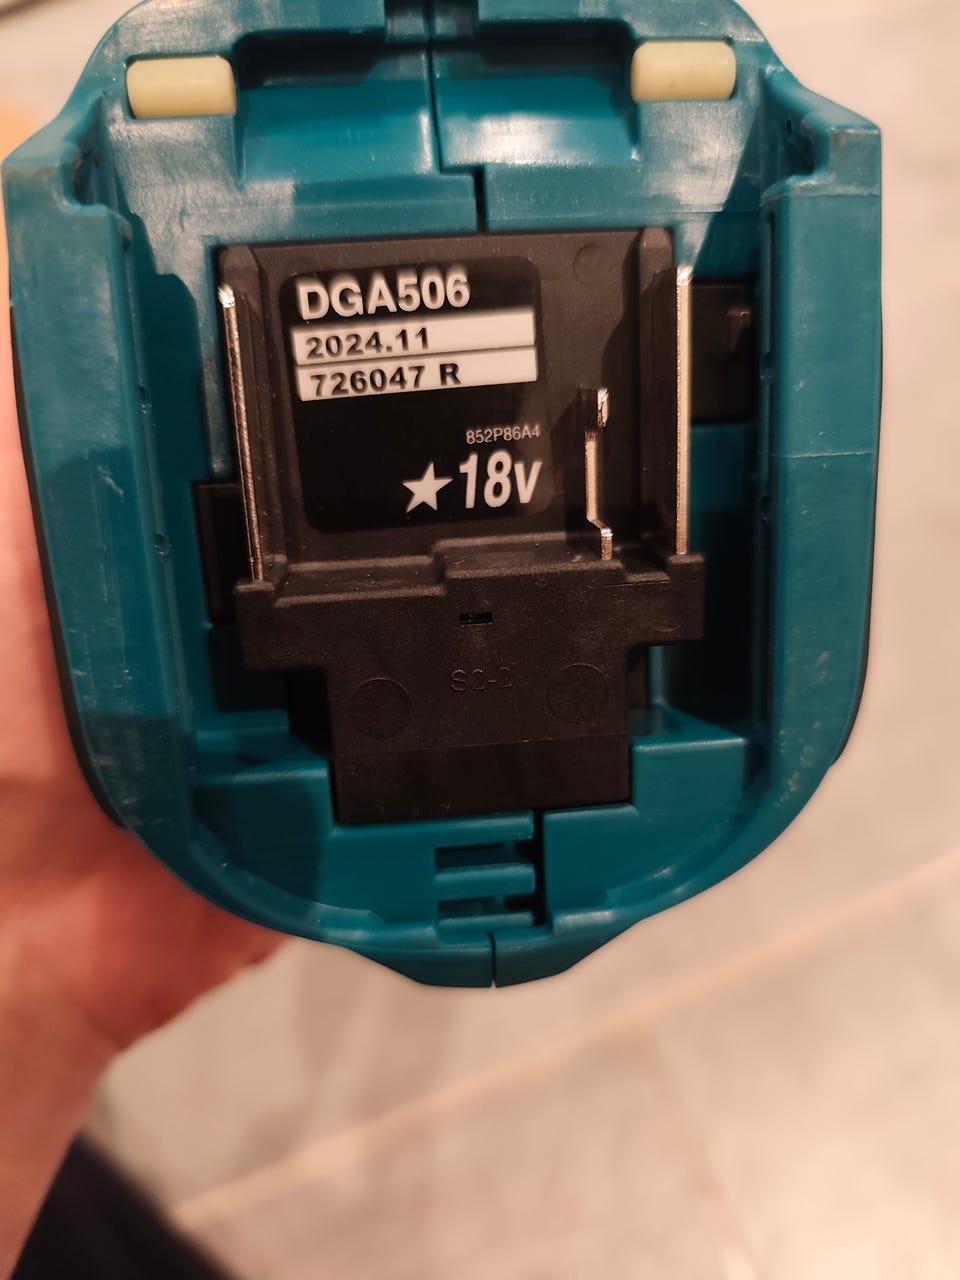 DGA506
2024.11
726047 R
852P86A4
★18v
S2-2